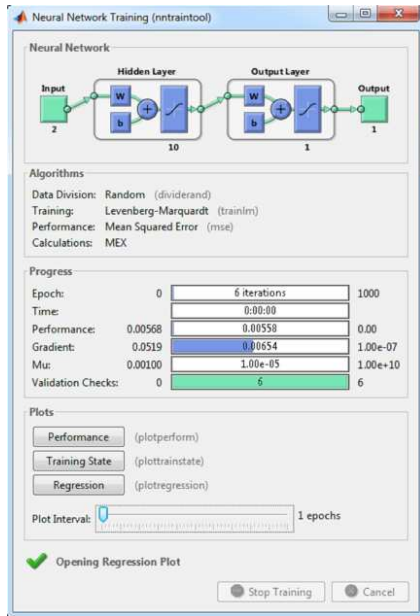 Neural Network Training (nntraintool)
Neural Network
Hidden Layer Output Layer
Input W b W b Output
2 10 1 1
Algorithms
Data Division: Random (dividerand)
Training: Levenberg-Marquardt (trainlm)
Performance: Mean Squared Error (mse)
Calculations: MEX
Progress
Epoch: 0 6 iterations 1000
Time: 0:00:00
Performance: 0.00568 0.00558 0.00
Gradient: 0.0519 0.00654 1.00e-07
Mu: 0.00100 1.00e-05 1.00e+10
Validation Checks: 0 6 6
Plots
Performance (plotperform)
Training State (plottrainstate)
Regression (plotregression)
Plot Interval: 1 epochs
Opening Regression Plot
Stop Training Cancel